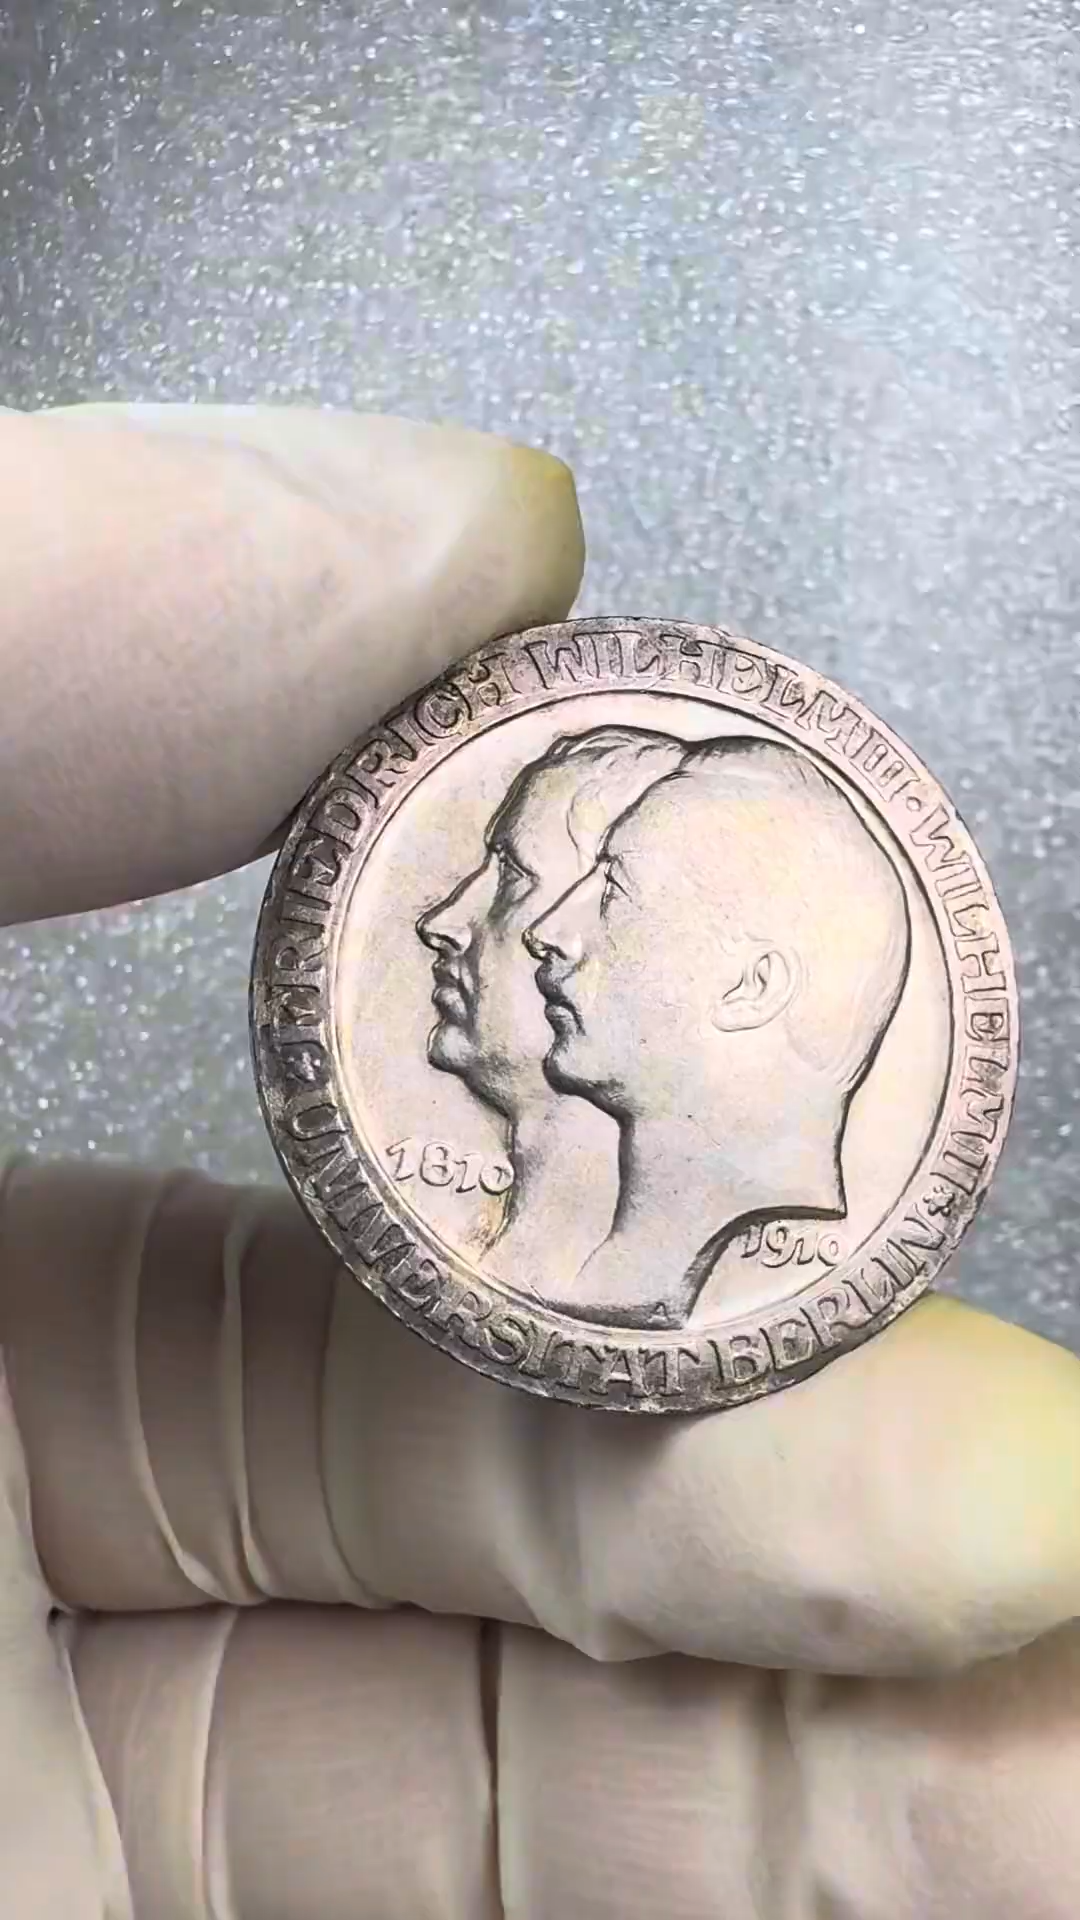 FRIEDRICH WILHELM III · WILHELM II
* UNIVERSITÄT BERLIN *
1810
1910
A